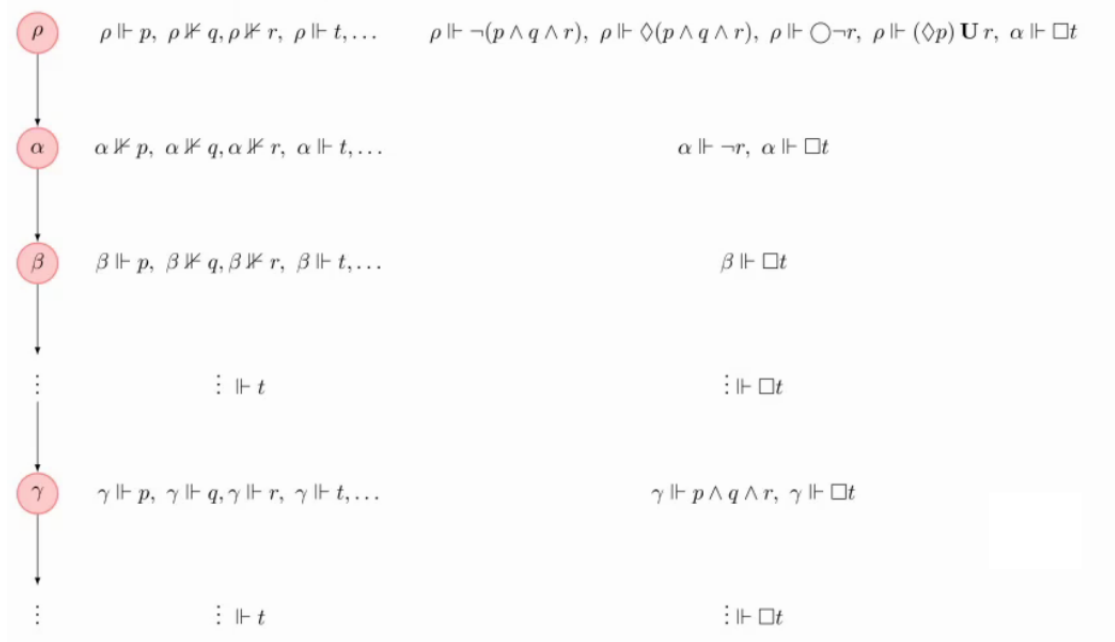 ρ ρ ⊩ p, ρ ⊮ q, ρ ⊮ r, ρ ⊩ t, … ρ ⊩ ¬(p ∧ q ∧ r), ρ ⊩ ◊(p ∧ q ∧ r), ρ ⊩ ◯¬r, ρ ⊩ (◊p) U r, α ⊩ □t
α α ⊮ p, α ⊮ q, α ⊮ r, α ⊩ t, … α ⊩ ¬r, α ⊩ □t
β β ⊩ p, β ⊮ q, β ⊮ r, β ⊩ t, … β ⊩ □t
⋮ ⋮ ⊩ t ⋮ ⊩ □t
γ γ ⊩ p, γ ⊩ q, γ ⊩ r, γ ⊩ t, … γ ⊩ p ∧ q ∧ r, γ ⊩ □t
⋮ ⋮ ⊩ t ⋮ ⊩ □t